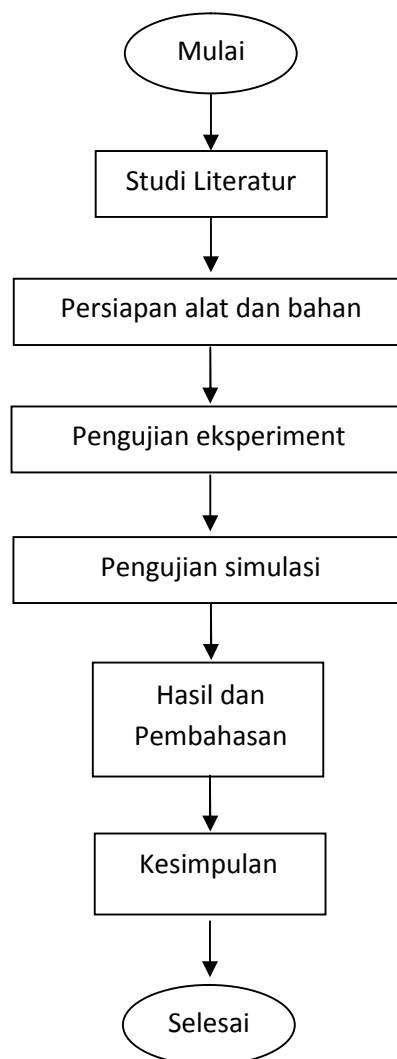 Mulai
Studi Literatur
Persiapan alat dan bahan
Pengujian eksperiment
Pengujian simulasi
Hasil dan
Pembahasan
Kesimpulan
Selesai